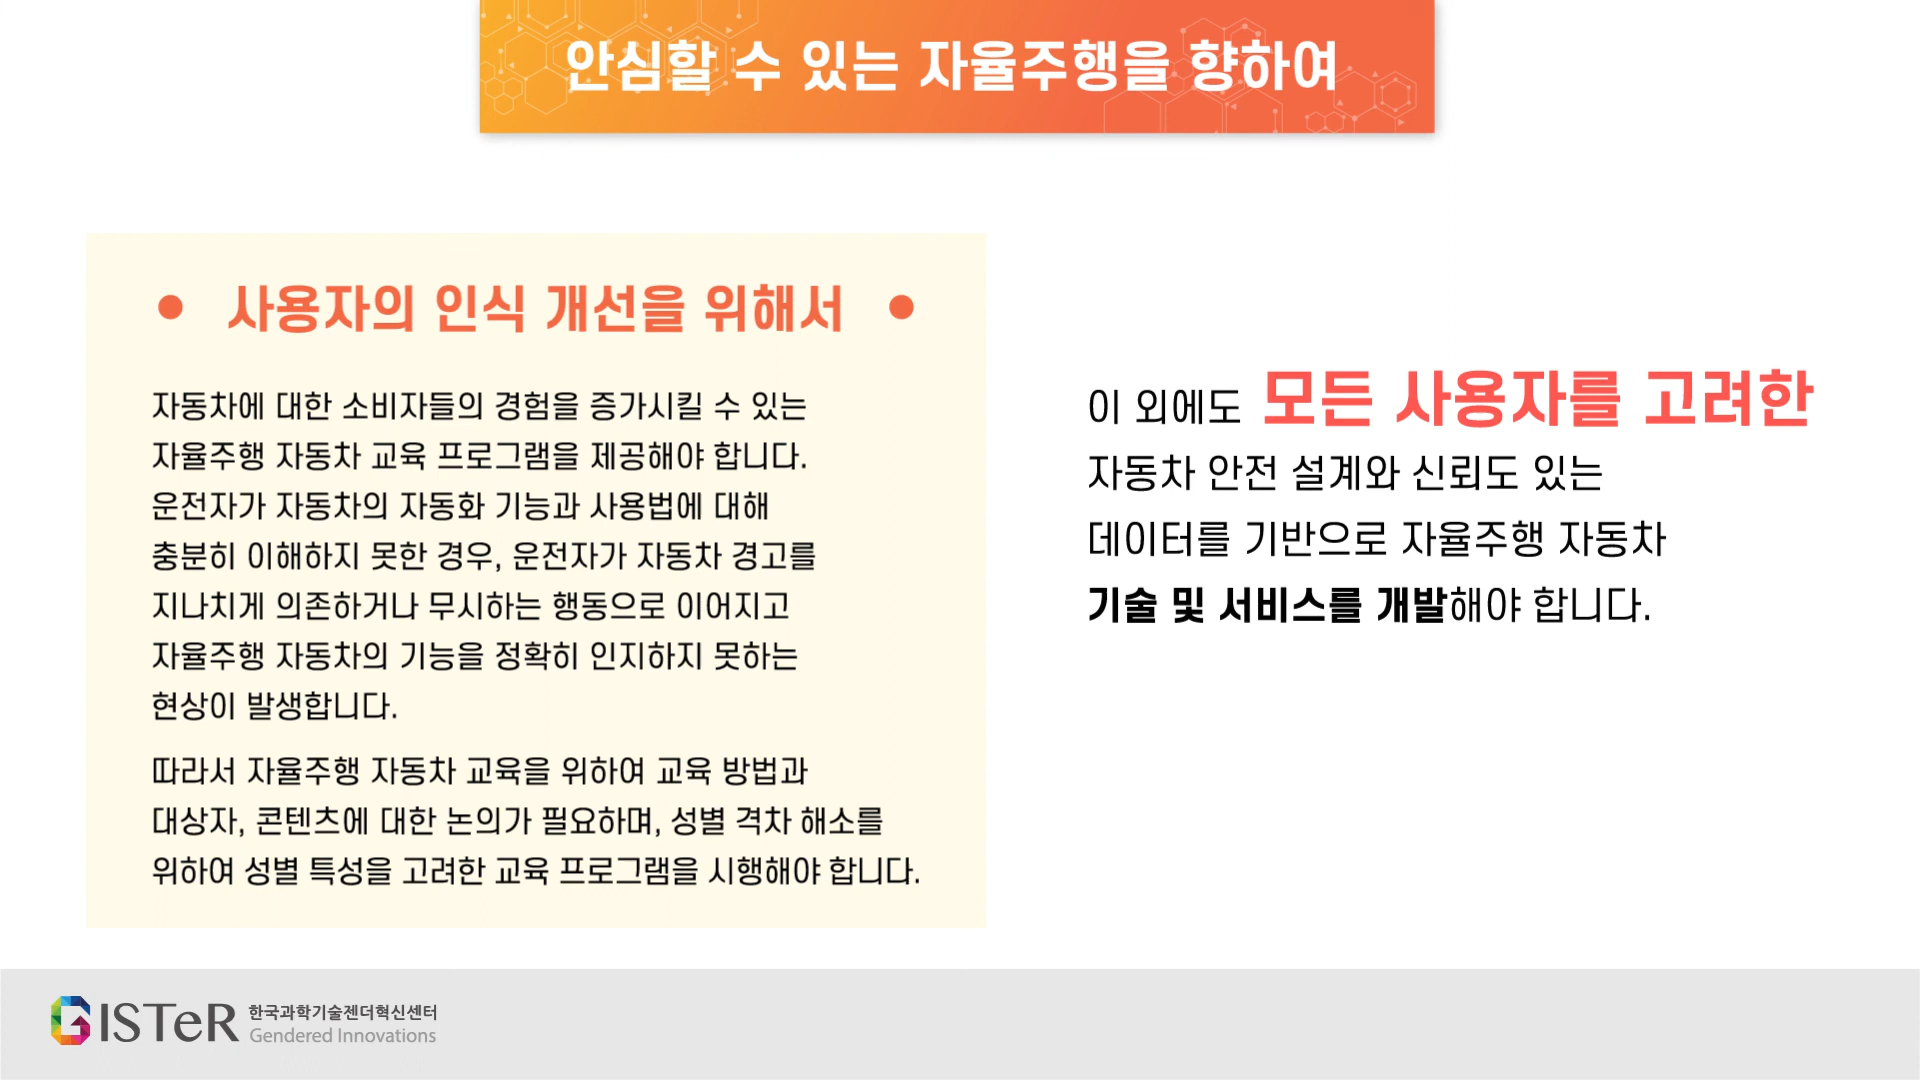 안심할 수 있는 자율주행을 향하여
사용자의 인식 개선을 위해서
자동차에 대한 소비자들의 경험을 증가시킬 수 있는
자율주행 자동차 교육 프로그램을 제공해야 합니다.
운전자가 자동차의 자동화 기능과 사용법에 대해
충분히 이해하지 못한 경우, 운전자가 자동차 경고를
지나치게 의존하거나 무시하는 행동으로 이어지고
자율주행 자동차의 기능을 정확히 인지하지 못하는
현상이 발생합니다.
따라서 자율주행 자동차 교육을 위하여 교육 방법과
대상자, 콘텐츠에 대한 논의가 필요하며, 성별 격차 해소를
위하여 성별 특성을 고려한 교육 프로그램을 시행해야 합니다.
이 외에도 모든 사용자를 고려한
자동차 안전 설계와 신뢰도 있는
데이터를 기반으로 자율주행 자동차
기술 및 서비스를 개발해야 합니다.
GISTeR 한국과학기술젠더혁신센터
Gendered Innovations